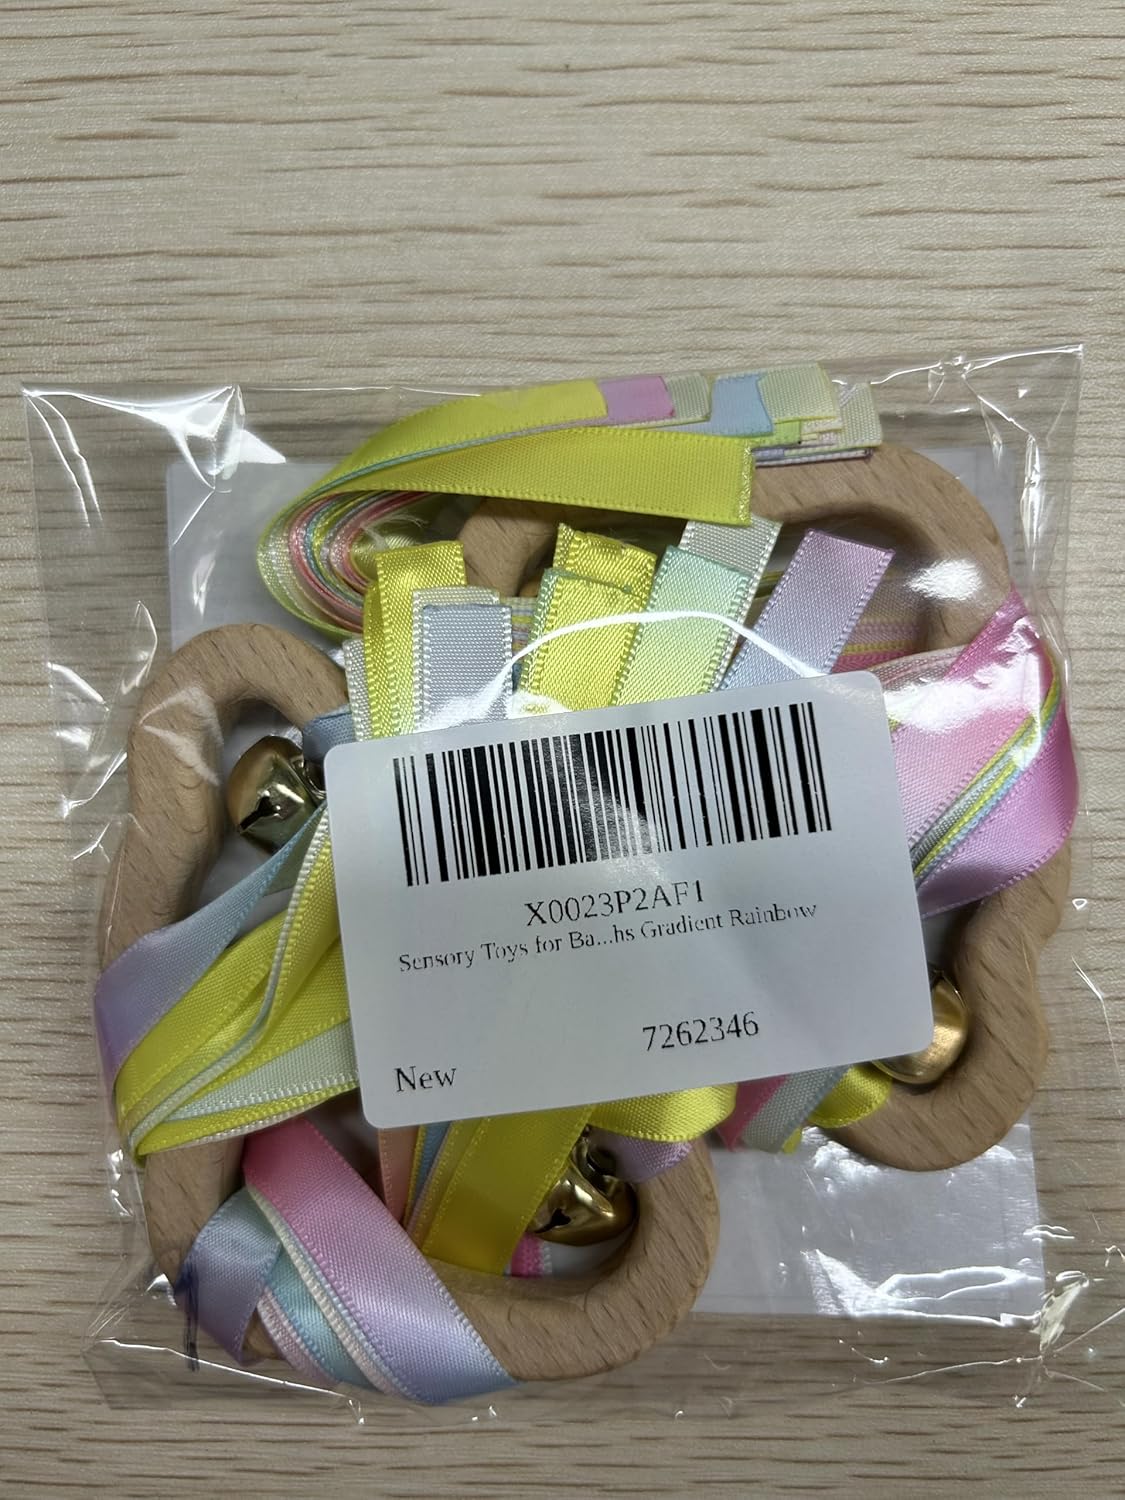 X0023P2AF1
Sensory Toys for Ba...hs Gradient Rainbow
7262346
New